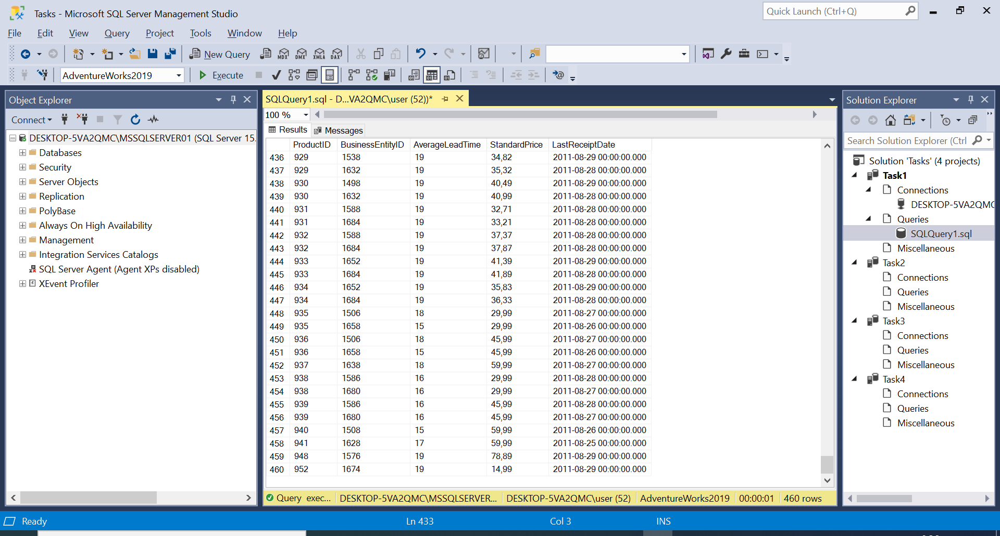 Tasks - Microsoft SQL Server Management Studio
Quick Launch (Ctrl+Q)
File Edit View Query Project Tools Window Help
New Query MDX DMX XMLA DAX
AdventureWorks2019 Execute
Object Explorer
Connect
DESKTOP-5VA2QMC\MSSQLSERVER01 (SQL Server 15.
Databases
Security
Server Objects
Replication
PolyBase
Always On High Availability
Management
Integration Services Catalogs
SQL Server Agent (Agent XPs disabled)
XEvent Profiler
SQLQuery1.sql - D...VA2QMC\user (52))*
100 %
Results Messages
ProductID BusinessEntityID AverageLeadTime StandardPrice LastReceiptDate
436 929 1538 19 34,82 2011-08-29 00:00:00.000
437 929 1632 19 35,32 2011-08-28 00:00:00.000
438 930 1498 19 40,49 2011-08-29 00:00:00.000
439 930 1632 19 40,99 2011-08-28 00:00:00.000
440 931 1588 19 32,71 2011-08-28 00:00:00.000
441 931 1684 19 33,21 2011-08-28 00:00:00.000
442 932 1588 19 37,37 2011-08-28 00:00:00.000
443 932 1684 19 37,87 2011-08-28 00:00:00.000
444 933 1652 19 41,39 2011-08-29 00:00:00.000
445 933 1684 19 41,89 2011-08-28 00:00:00.000
446 934 1652 19 35,83 2011-08-29 00:00:00.000
447 934 1684 19 36,33 2011-08-28 00:00:00.000
448 935 1506 18 29,99 2011-08-27 00:00:00.000
449 935 1658 15 29,99 2011-08-26 00:00:00.000
450 936 1506 18 45,99 2011-08-27 00:00:00.000
451 936 1658 15 45,99 2011-08-26 00:00:00.000
452 937 1638 18 59,99 2011-08-27 00:00:00.000
453 938 1586 16 29,99 2011-08-28 00:00:00.000
454 938 1680 16 29,99 2011-08-27 00:00:00.000
455 939 1586 16 45,99 2011-08-28 00:00:00.000
456 939 1680 16 45,99 2011-08-27 00:00:00.000
457 940 1508 15 59,99 2011-08-26 00:00:00.000
458 941 1628 17 59,99 2011-08-25 00:00:00.000
459 948 1576 19 78,89 2011-08-29 00:00:00.000
460 952 1674 19 14,99 2011-08-29 00:00:00.000
Query exec... DESKTOP-5VA2QMC\MSSQLSERVER... DESKTOP-5VA2QMC\user (52) AdventureWorks2019 00:00:01 460 rows
Solution Explorer
Search Solution Explorer (Ctrl
Solution 'Tasks' (4 projects)
Task1
Connections
DESKTOP-5VA2QMC
Queries
SQLQuery1.sql
Miscellaneous
Task2
Connections
Queries
Miscellaneous
Task3
Connections
Queries
Miscellaneous
Task4
Connections
Queries
Miscellaneous
Ready Ln 433 Col 3 INS